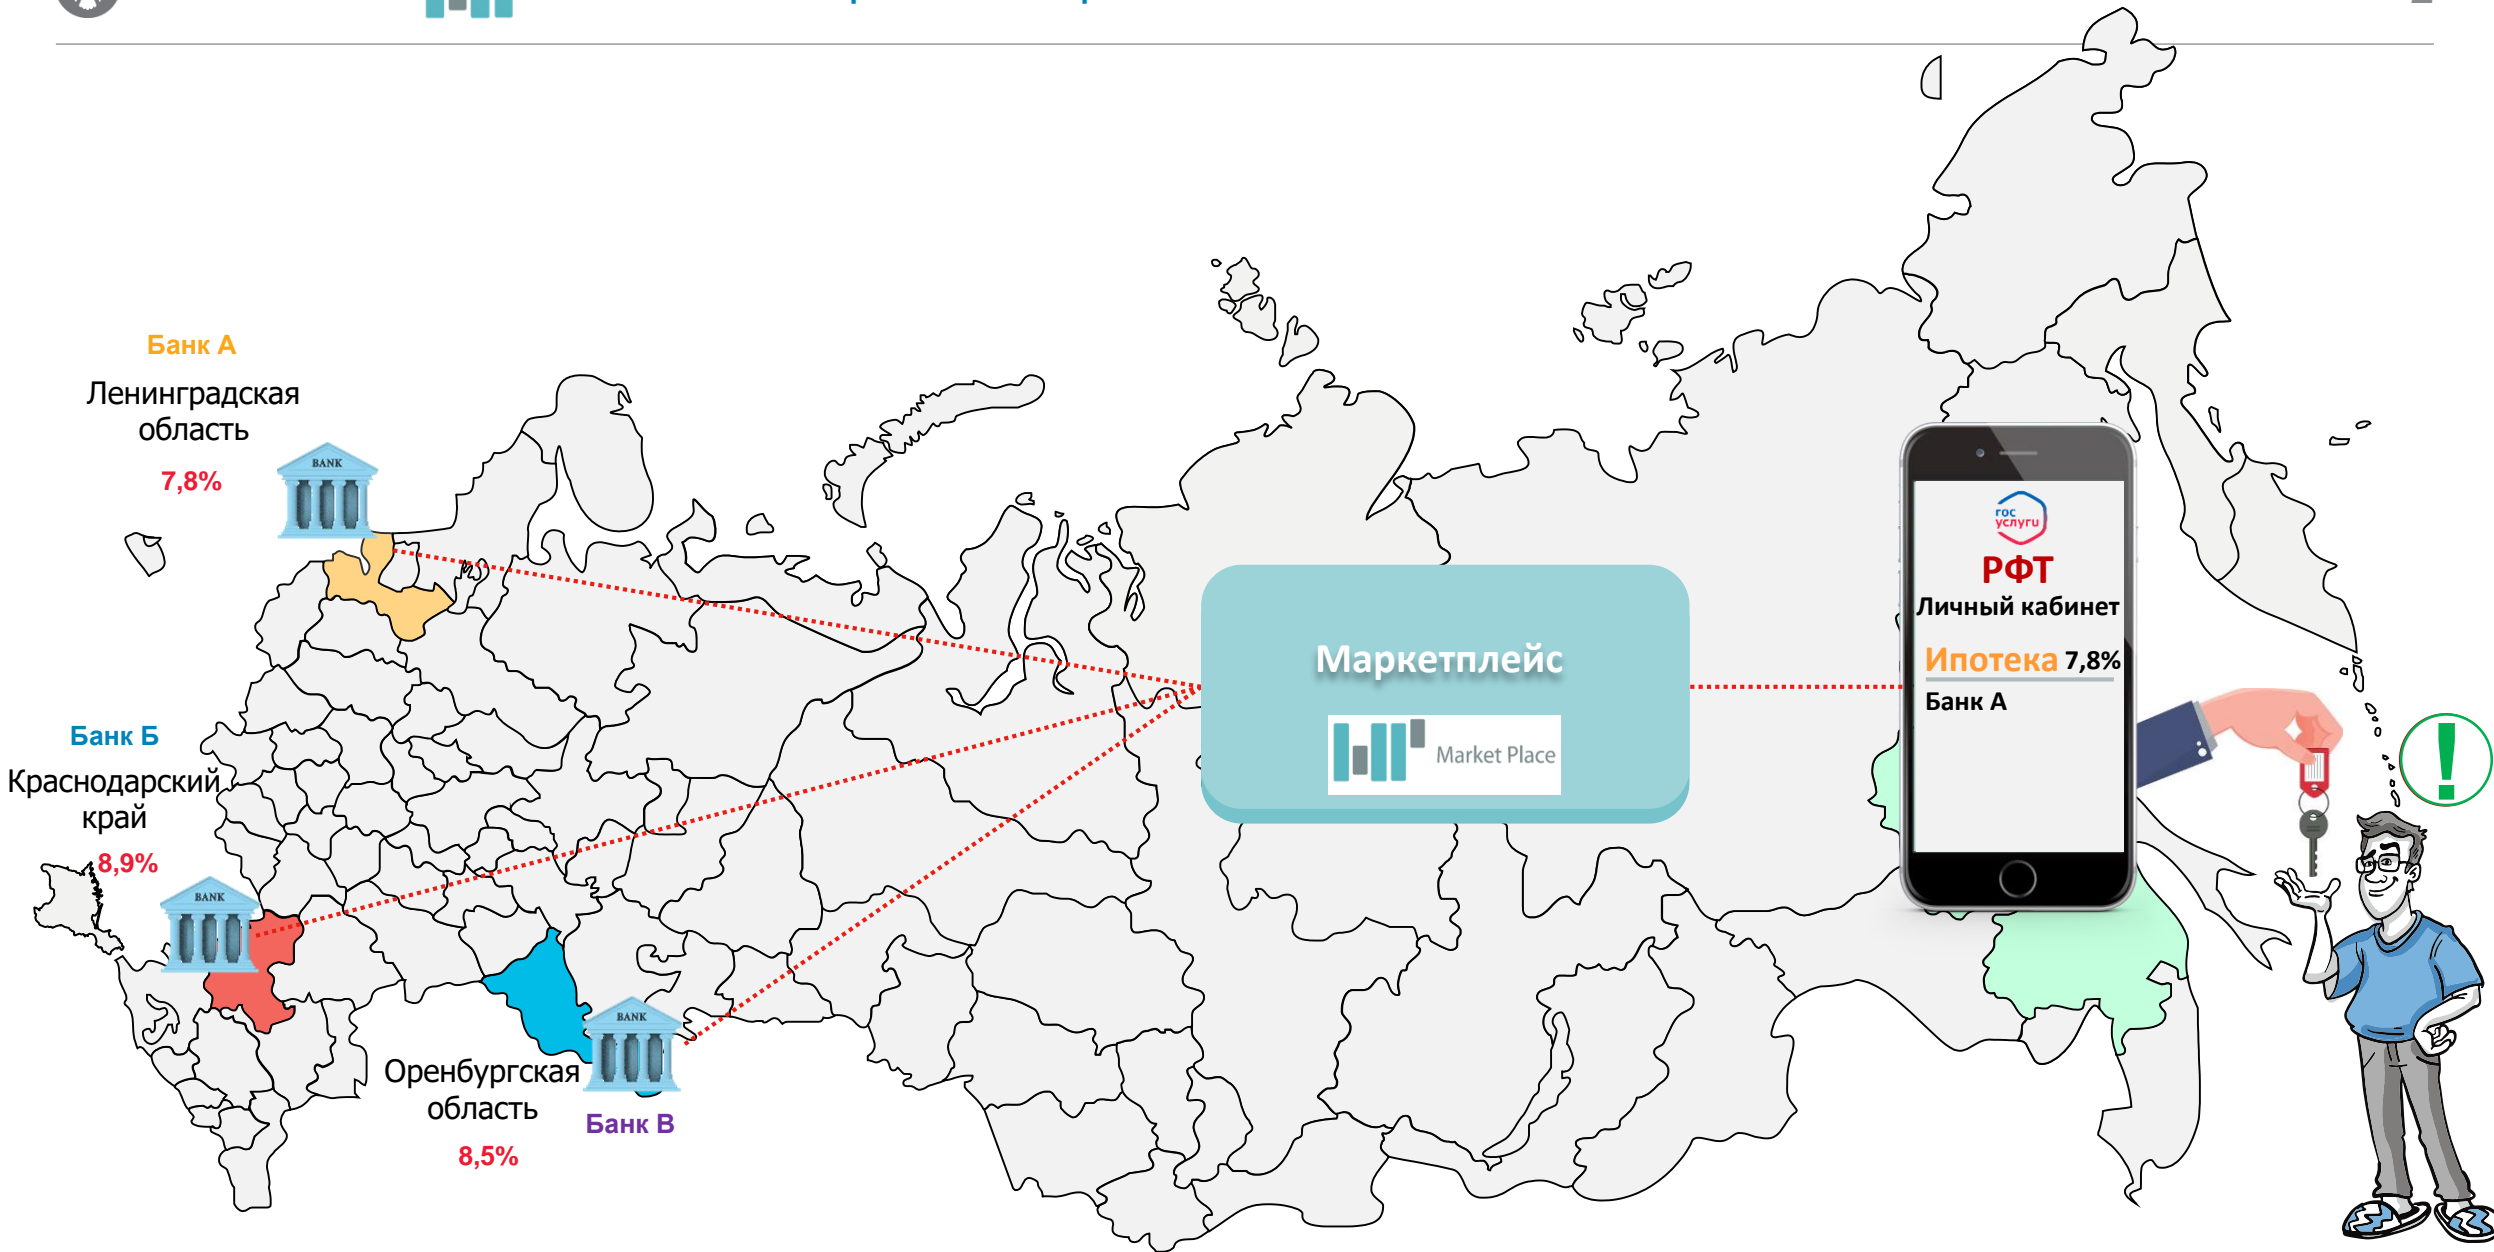 Банк А
Ленинградская
область
7,8%
BANK
Банк Б
Краснодарский
край
8,9%
BANK
Оренбургская
область
8,5%
BANK
Банк В
Маркетплейс
Market Place
гос
услуги
РФТ
Личный кабинет
Ипотека 7,8%
Банк А